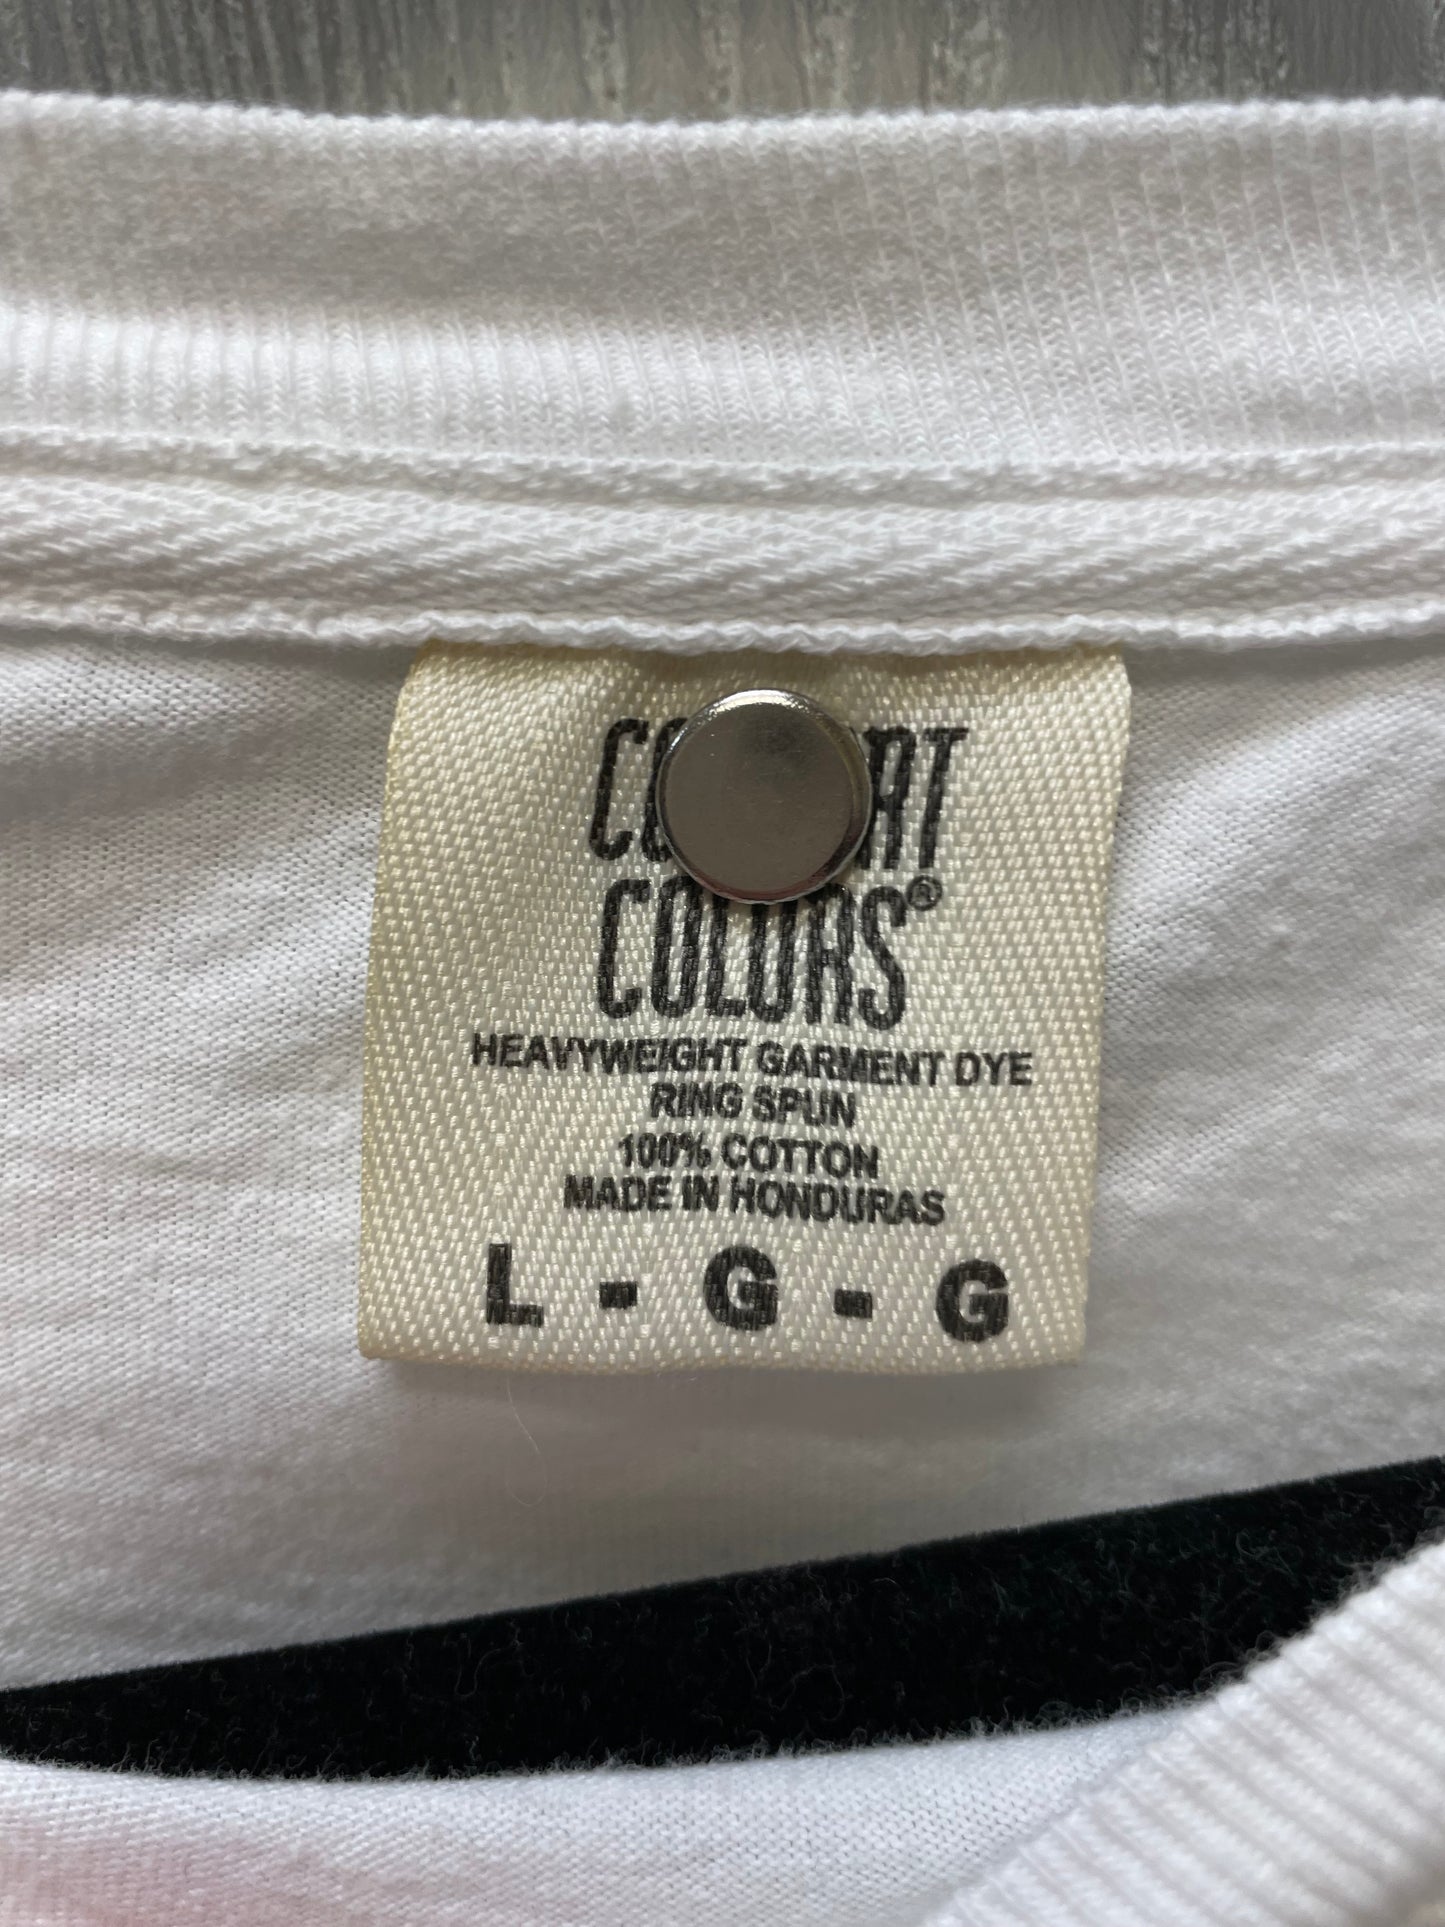 COLORS®
HEAVYWEIGHT GARMENT DYE
RING SPUN
100% COTTON
MADE IN HONDURAS
L - G - G